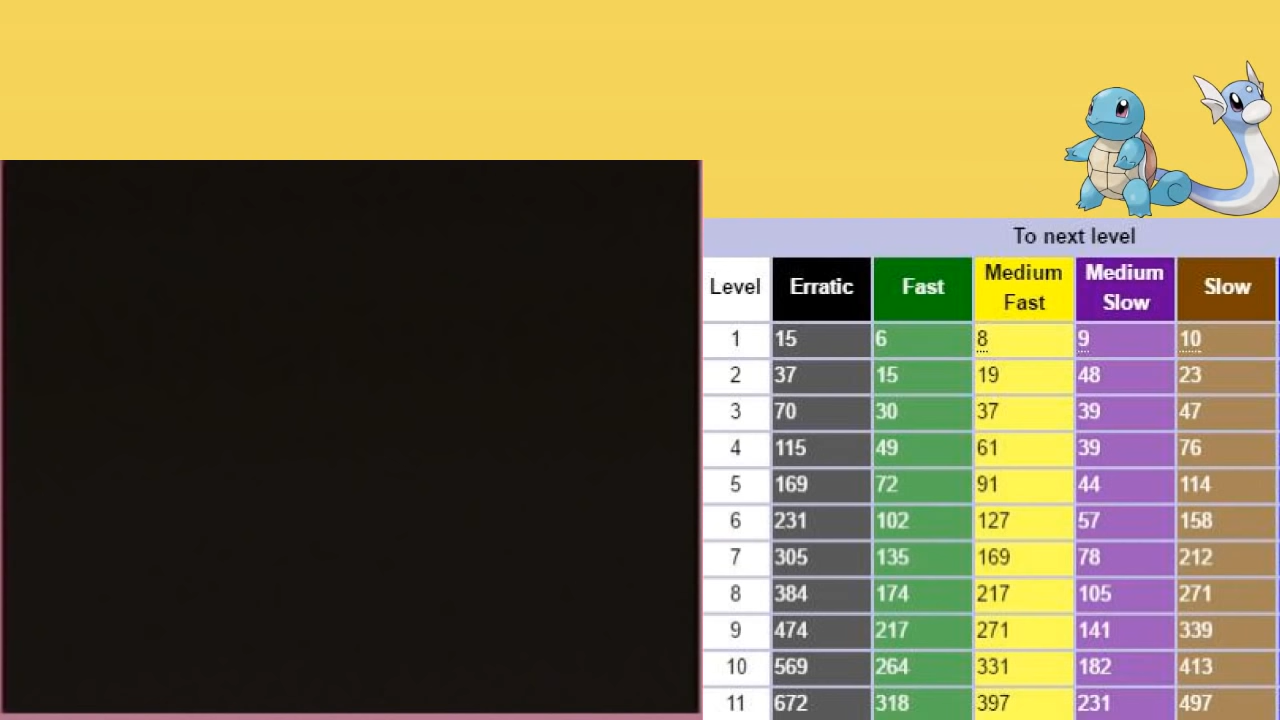 To next level
Level Erratic Fast Medium Fast Medium Slow Slow
1 15 6 8 9 10
2 37 15 19 48 23
3 70 30 37 39 47
4 115 49 61 39 76
5 169 72 91 44 114
6 231 102 127 57 158
7 305 135 169 78 212
8 384 174 217 105 271
9 474 217 271 141 339
10 569 264 331 182 413
11 672 318 397 231 497